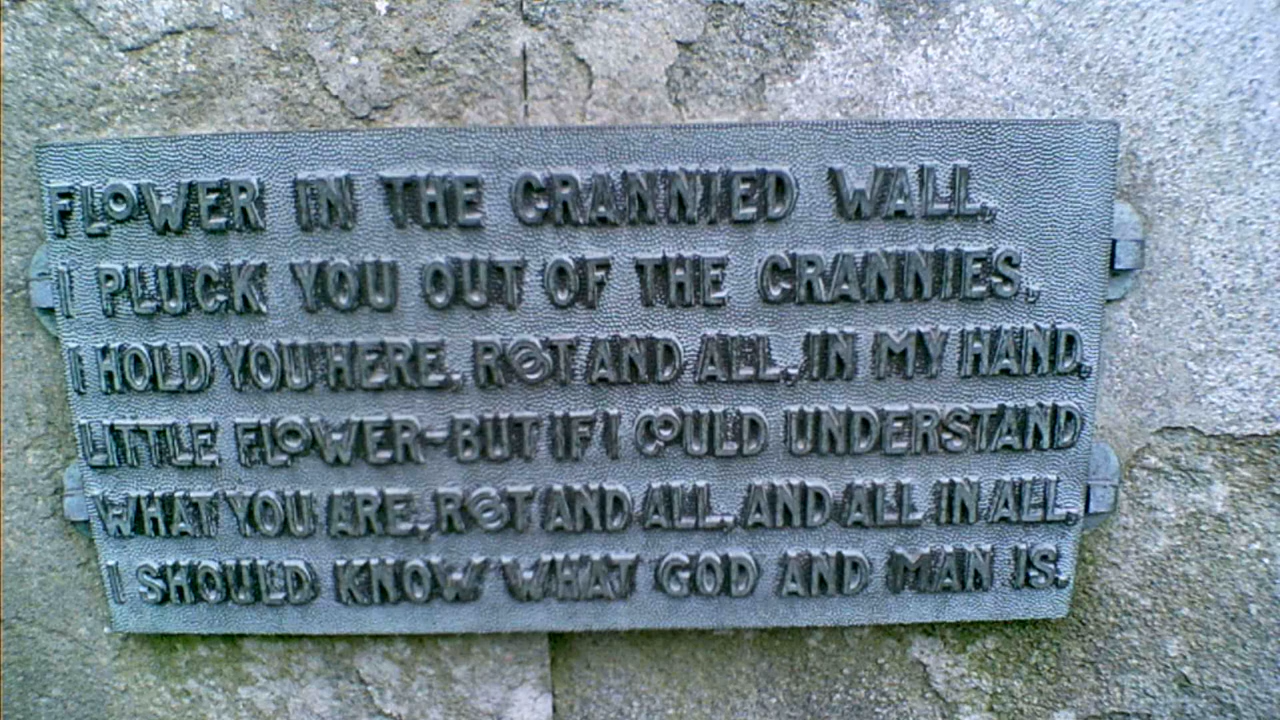 FLOWER IN THE CRANNIED WALL,
I PLUCK YOU OUT OF THE CRANNIES,
I HOLD YOU HERE, ROOT AND ALL, IN MY HAND,
LITTLE FLOWER-BUT IF I COULD UNDERSTAND
WHAT YOU ARE, ROOT AND ALL, AND ALL IN ALL,
I SHOULD KNOW WHAT GOD AND MAN IS.